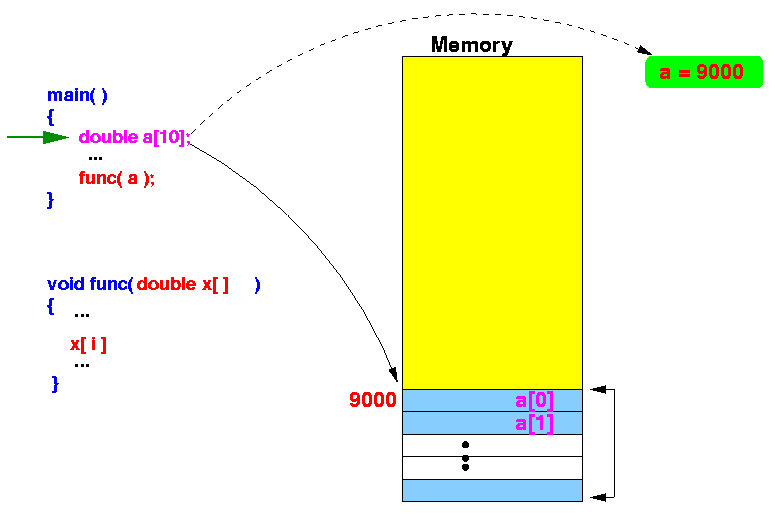 Memory
a = 9000
main( )
{
double a[10];
...
func( a );
}
void func( double x[ ] )
{ ...
x[ i ]
...
}
9000
a[0]
a[1]